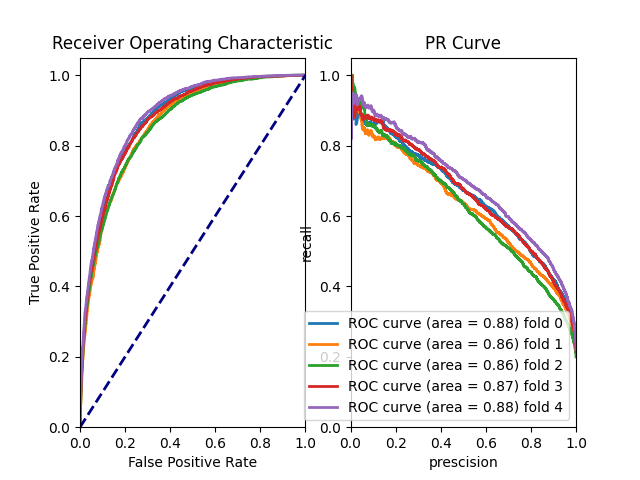 Receiver Operating Characteristic
1.0
0.8
0.6
0.4
0.2
0.0
True Positive Rate
0.0 0.2 0.4 0.6 0.8 1.0
False Positive Rate
PR Curve
1.0
0.8
0.6
0.4
0.2
0.0
recall
0.0 0.2 0.4 0.6 0.8 1.0
prescision
ROC curve (area = 0.88) fold 0
ROC curve (area = 0.86) fold 1
ROC curve (area = 0.86) fold 2
ROC curve (area = 0.87) fold 3
ROC curve (area = 0.88) fold 4